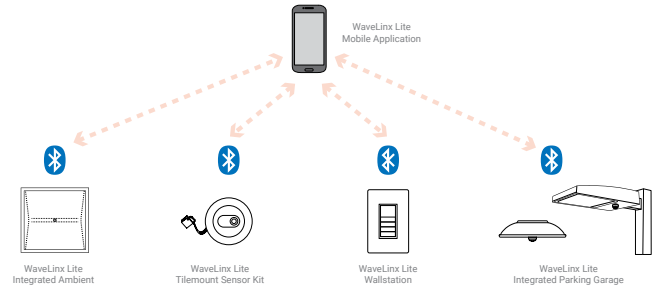 WaveLinx Lite
Mobile Application
WaveLinx Lite
Integrated Ambient
WaveLinx Lite
Tilemount Sensor Kit
WaveLinx Lite
Wallstation
WaveLinx Lite
Integrated Parking Garage